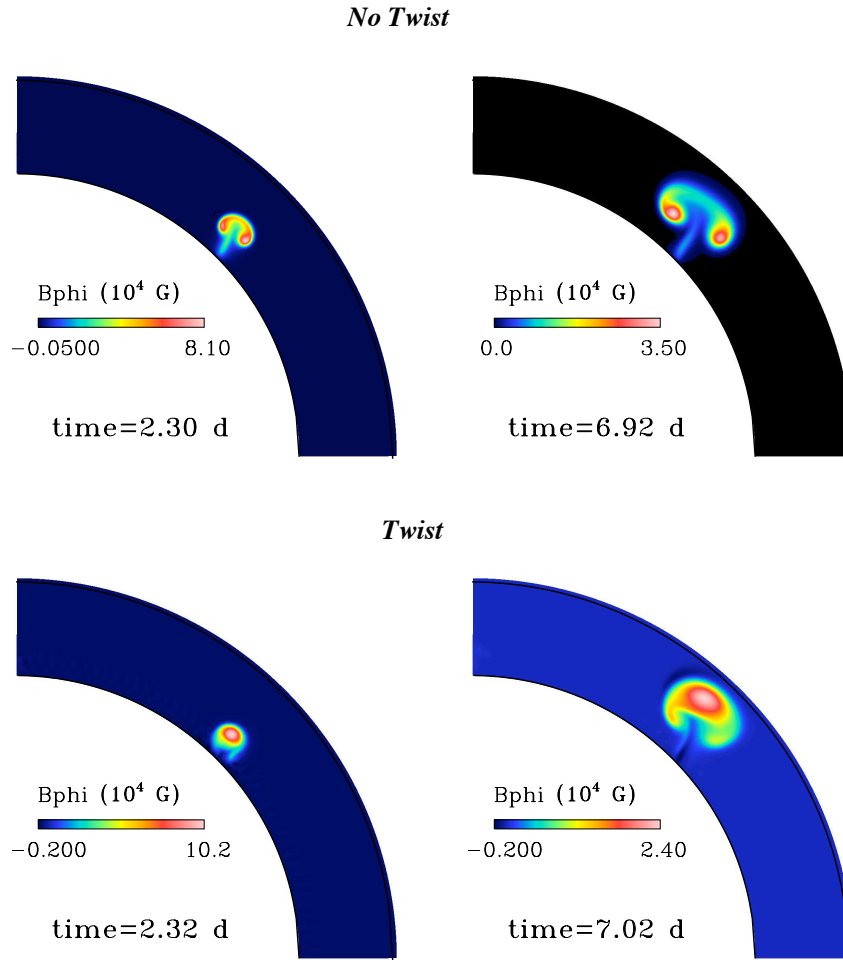 No Twist
Bphi (10⁴ G)
−0.0500 8.10
time=2.30 d
Bphi (10⁴ G)
0.0 3.50
time=6.92 d
Twist
Bphi (10⁴ G)
−0.200 10.2
time=2.32 d
Bphi (10⁴ G)
−0.200 2.40
time=7.02 d